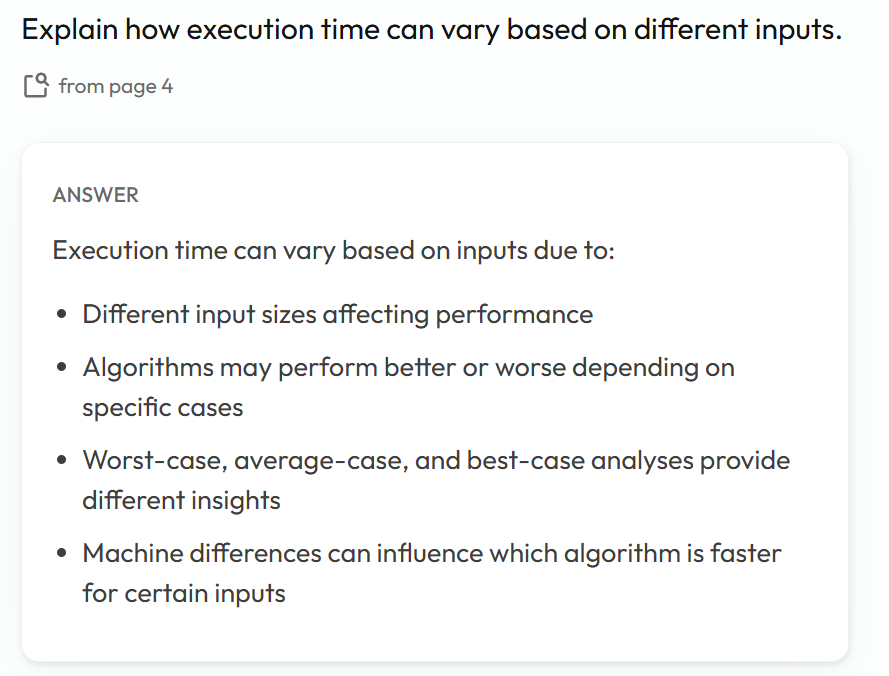 Explain how execution time can vary based on different inputs.
from page 4
ANSWER
Execution time can vary based on inputs due to:
• Different input sizes affecting performance
• Algorithms may perform better or worse depending on
specific cases
• Worst-case, average-case, and best-case analyses provide
different insights
• Machine differences can influence which algorithm is faster
for certain inputs